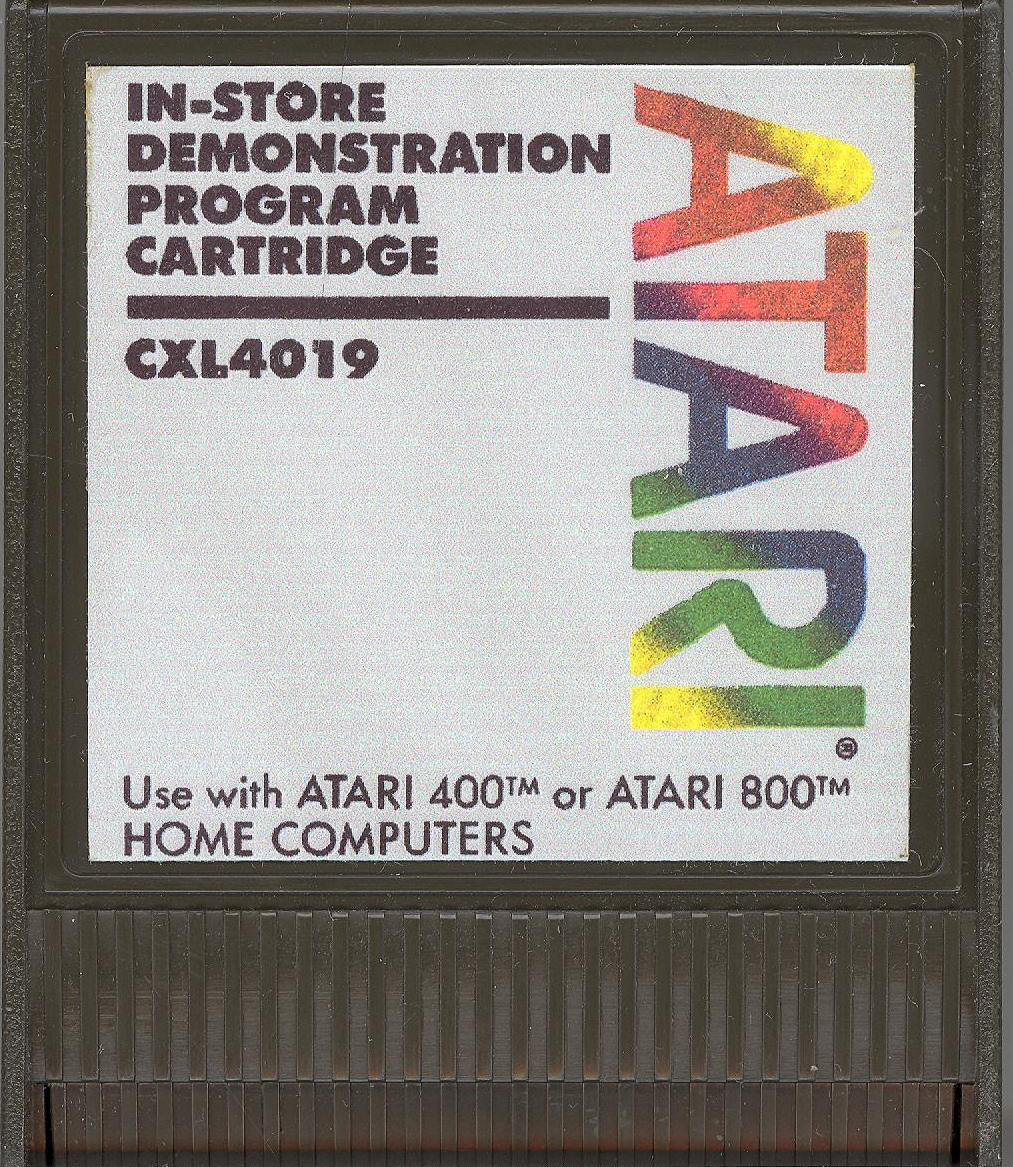 IN-STORE
DEMONSTRATION
PROGRAM
CARTRIDGE
CXL4019
ATARI®
Use with ATARI 400™ or ATARI 800™
HOME COMPUTERS